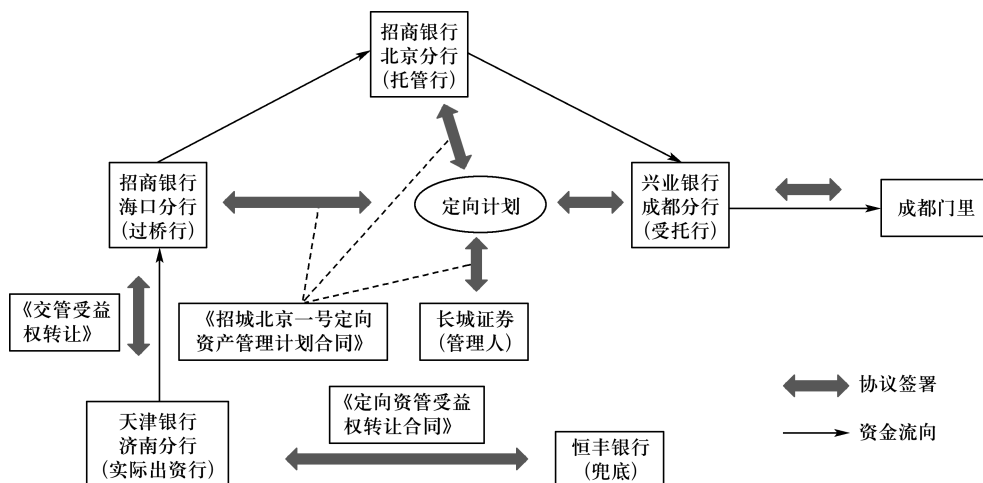 招商银行
北京分行
(托管行)
招商银行
海口分行
(过桥行)
定向计划
兴业银行
成都分行
(受托行)
成都门里
《交管受益
权转让》
《招城北京一号定向
资产管理计划合同》
长城证券
(管理人)
协议签署
天津银行
济南分行
(实际出资行)
《定向资管受益
权转让合同》
恒丰银行
(兜底)
资金流向